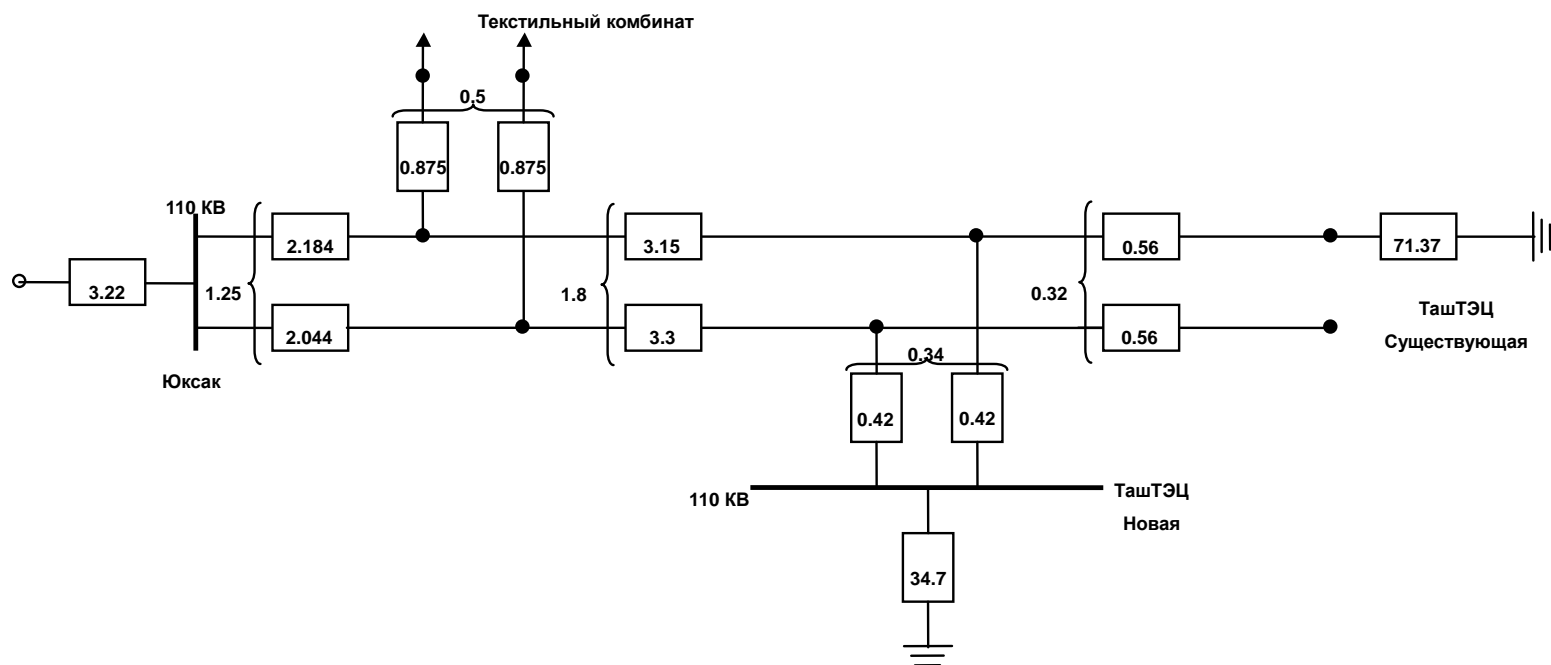 Текстильный комбинат
0.5
0.875
0.875
110 КВ
2.184
3.15
0.56
71.37
3.22
1.25
1.8
0.32
2.044
3.3
0.56
ТашТЭЦ
Существующая
Юксак
0.34
0.42
0.42
110 КВ
ТашТЭЦ
Новая
34.7